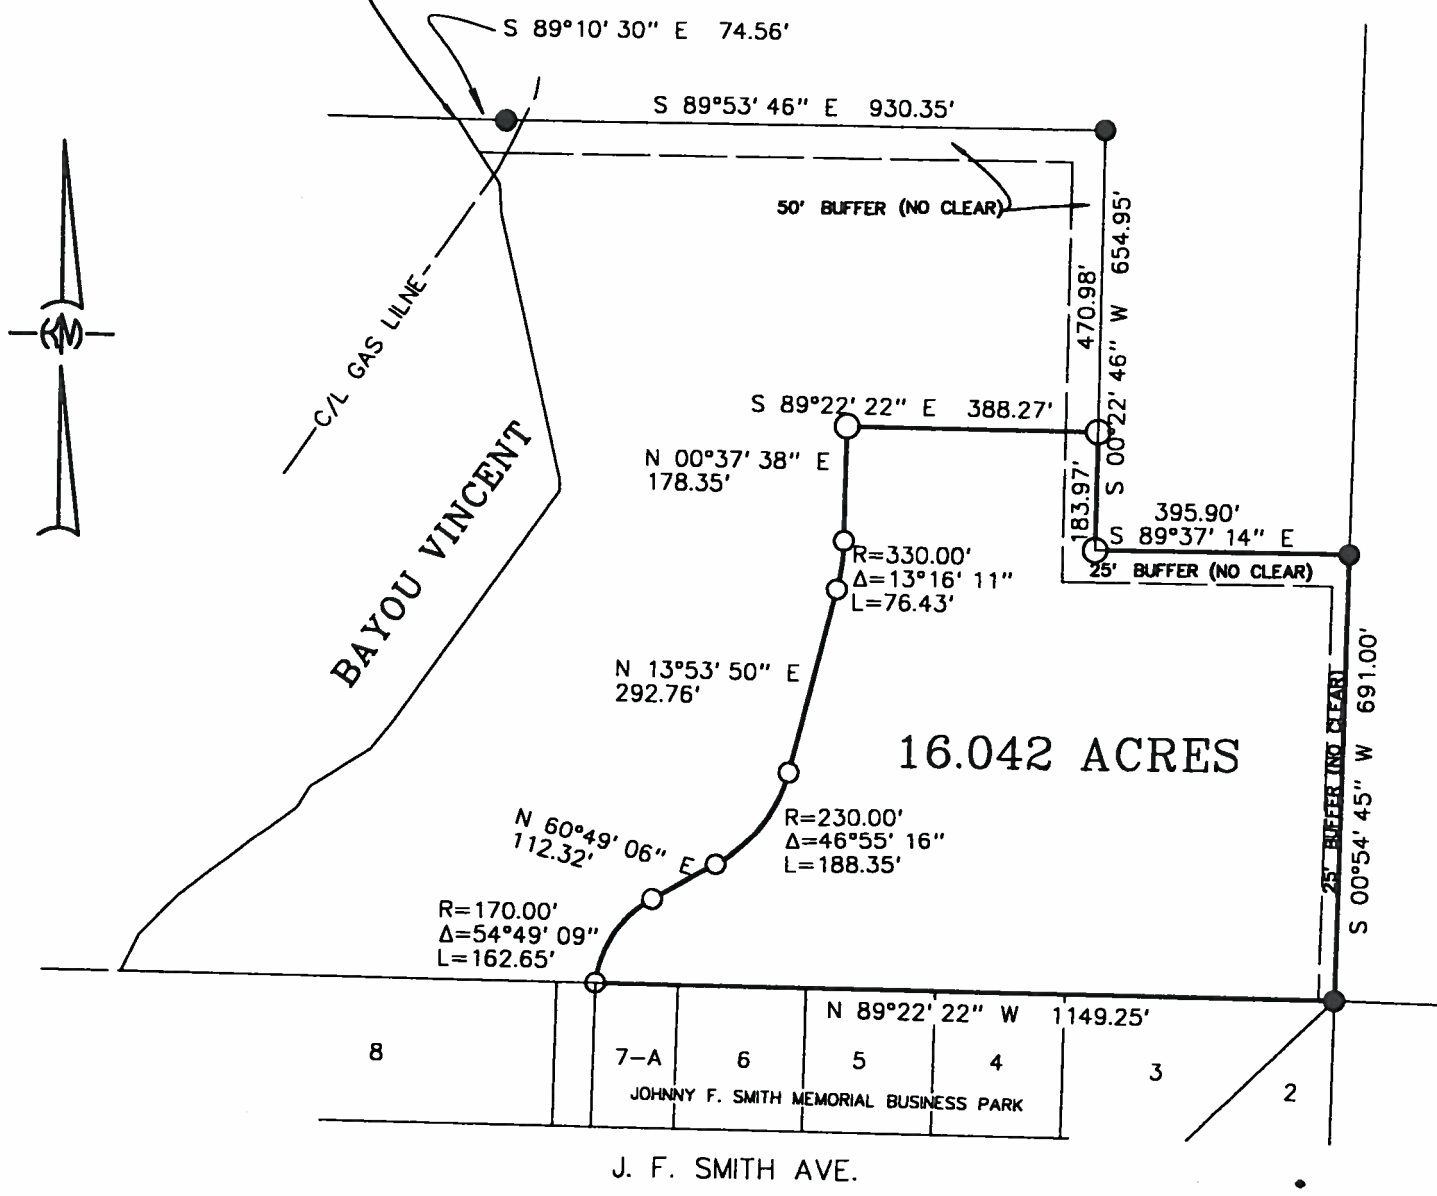 S 89°10' 30" E 74.56'
S 89°53' 46" E 930.35'
50' BUFFER (NO CLEAR)
S 00°22' 46" W 654.95'
470.98'
183.97'
KM
C/L GAS LILNE
BAYOU VINCENT
S 89°22' 22" E 388.27'
N 00°37' 38" E
178.35'
395.90'
S 89°37' 14" E
25' BUFFER (NO CLEAR)
R=330.00'
Δ=13°16' 11"
L=76.43'
N 13°53' 50" E
292.76'
16.042 ACRES
25' BUFFER (NO CLEAR)
S 00°54' 45" W 691.00'
R=230.00'
Δ=46°55' 16"
L=188.35'
N 60°49' 06" E
112.32'
R=170.00'
Δ=54°49' 09"
L=162.65'
N 89°22' 22" W 1149.25'
8
7-A
6
5
4
3
2
JOHNNY F. SMITH MEMORIAL BUSINESS PARK
J. F. SMITH AVE.